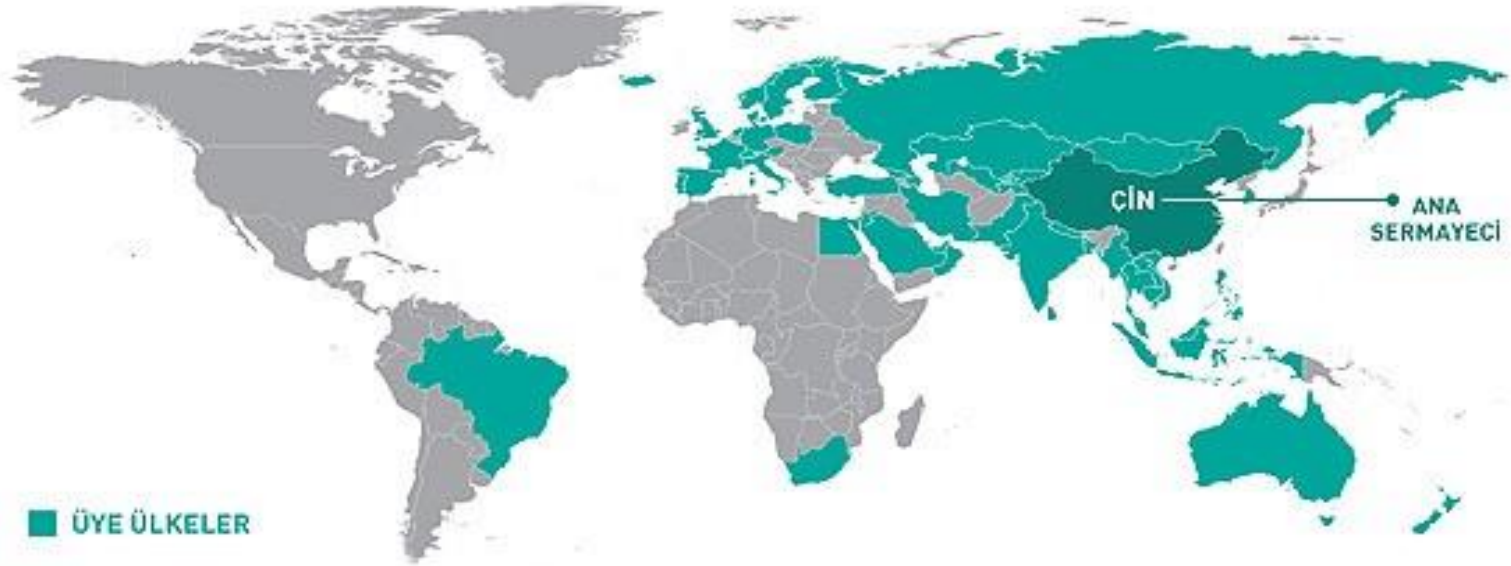 ÇİN
ANA
SERMAYECİ
ÜYE ÜLKELER